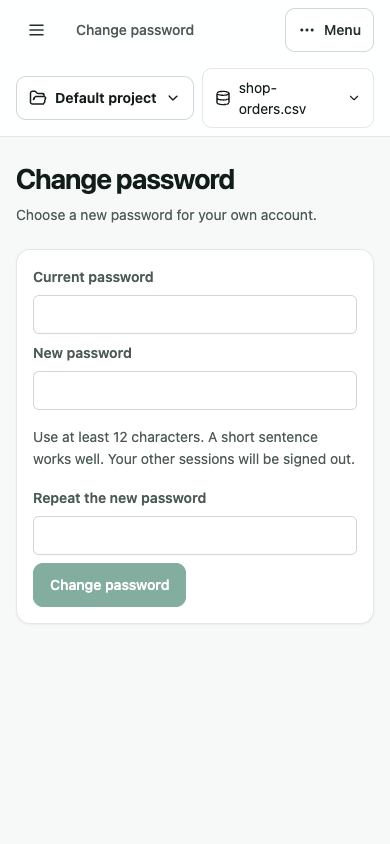 Change password
Menu
Default project
shop-
orders.csv
Change password
Choose a new password for your own account.
Current password
New password
Use at least 12 characters. A short sentence
works well. Your other sessions will be signed out.
Repeat the new password
Change password